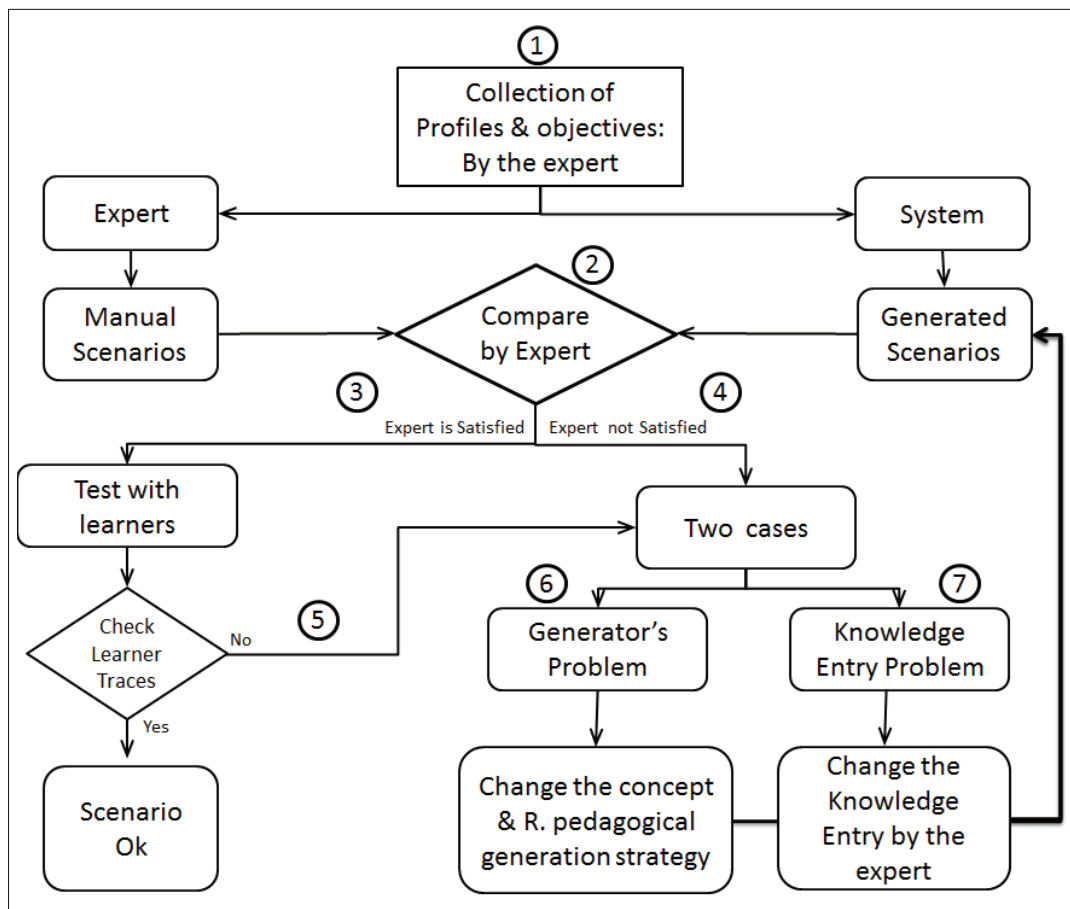 1
Collection of
Profiles & objectives:
By the expert
Expert
System
2
Manual
Scenarios
Compare
by Expert
Generated
Scenarios
3
4
Expert is Satisfied
Expert not Satisfied
Test with
learners
Two cases
5
6
7
Check
Learner
Traces
No
Yes
Generator's
Problem
Knowledge
Entry Problem
Scenario
Ok
Change the concept
& R. pedagogical
generation strategy
Change the
Knowledge
Entry by the
expert